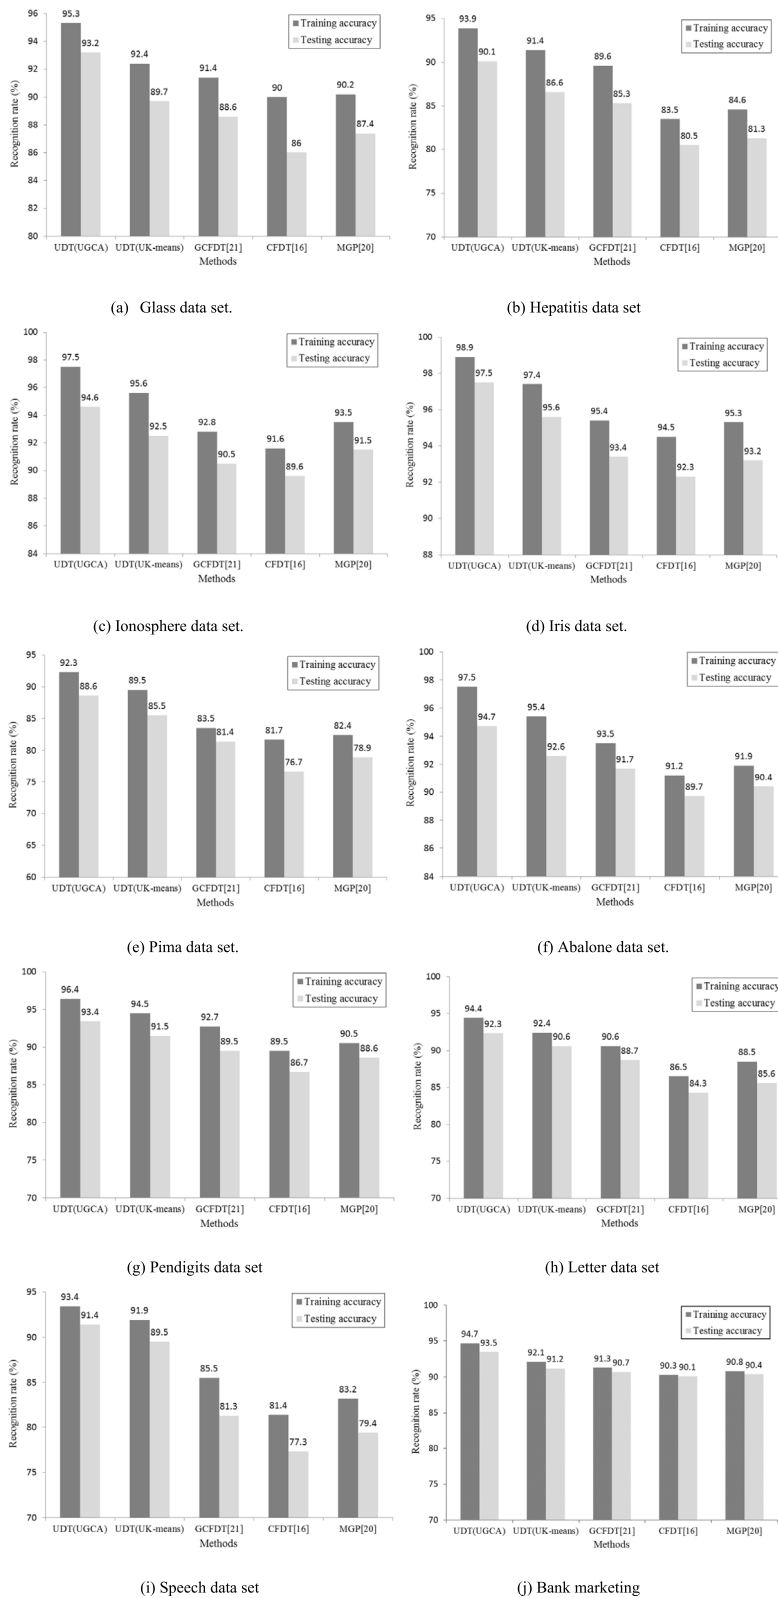 Recognition rate (%)
96
94
92
90
88
86
84
82
80
95.3
93.2
92.4
89.7
91.4
88.6
90
86
90.2
87.4
Training accuracy
Testing accuracy
UDT(UGCA) UDT(UK-means) GCFDT[21] CFDT[16] MGP[20]
Methods
(a) Glass data set.
Recognition rate (%)
95
90
85
80
75
70
93.9
90.1
91.4
86.6
89.6
85.3
83.5
80.5
84.6
81.3
Training accuracy
Testing accuracy
UDT(UGCA) UDT(UK-means) GCFDT[21] CFDT[16] MGP[20]
Methods
(b) Hepatitis data set
Recognition rate (%)
100
98
96
94
92
90
88
86
84
97.5
94.6
95.6
92.5
92.8
90.5
91.6
89.6
93.5
91.5
Training accuracy
Testing accuracy
UDT(UGCA) UDT(UK-means) GCFDT[21] CFDT[16] MGP[20]
Methods
(c) Ionosphere data set.
Recognition rate (%)
100
98
96
94
92
90
88
98.9
97.5
97.4
95.6
95.4
93.4
94.5
92.3
95.3
93.2
Training accuracy
Testing accuracy
UDT(UGCA) UDT(UK-means) GCFDT[21] CFDT[16] MGP[20]
Methods
(d) Iris data set.
Recognition rate (%)
95
90
85
80
75
70
65
60
92.3
88.6
89.5
85.5
83.5
81.4
81.7
76.7
82.4
78.9
Training accuracy
Testing accuracy
UDT(UGCA) UDT(UK-means) GCFDT[21] CFDT[16] MGP[20]
Methods
(e) Pima data set.
Recognition rate (%)
100
98
96
94
92
90
92
84
97.5
94.7
95.4
92.6
93.5
91.7
91.2
89.7
91.9
90.4
Training accuracy
Testing accuracy
UDT(UGCA) UDT(UK-means) GCFDT[21] CFDT[16] MGP[20]
Methods
(f) Abalone data set.
Recognition rate (%)
100
95
90
85
80
75
70
96.4
93.4
94.5
91.5
92.7
89.5
89.5
86.7
90.5
88.6
Training accuracy
Testing accuracy
UDT(UGCA) UDT(UK-means) GCFDT[21] CFDT[16] MGP[20]
Methods
(g) Pendigits data set
Recognition rate (%)
100
95
90
85
80
75
70
94.4
92.3
92.4
90.6
90.6
88.7
86.5
84.3
88.5
85.6
Training accuracy
Testing accuracy
UDT(UGCA) UDT(UK-means) GCFDT[21] CFDT[16] MGP[20]
Methods
(h) Letter data set
Recognition rate (%)
95
90
85
80
75
70
93.4
91.4
91.9
89.5
85.5
81.3
81.4
77.3
83.2
79.4
Training accuracy
Testing accuracy
UDT(UGCA) UDT(UK-means) GCFDT[21] CFDT[16] MGP[20]
Methods
(i) Speech data set
Recognition rate (%)
100
95
90
85
80
75
70
94.7
93.5
92.1
91.2
91.3
90.7
90.3
90.1
90.8
90.4
Training accuracy
Testing accuracy
UDT(UGCA) UDT(UK-means) GCFDT[21] CFDT[16] MGP[20]
Methods
(j) Bank marketing